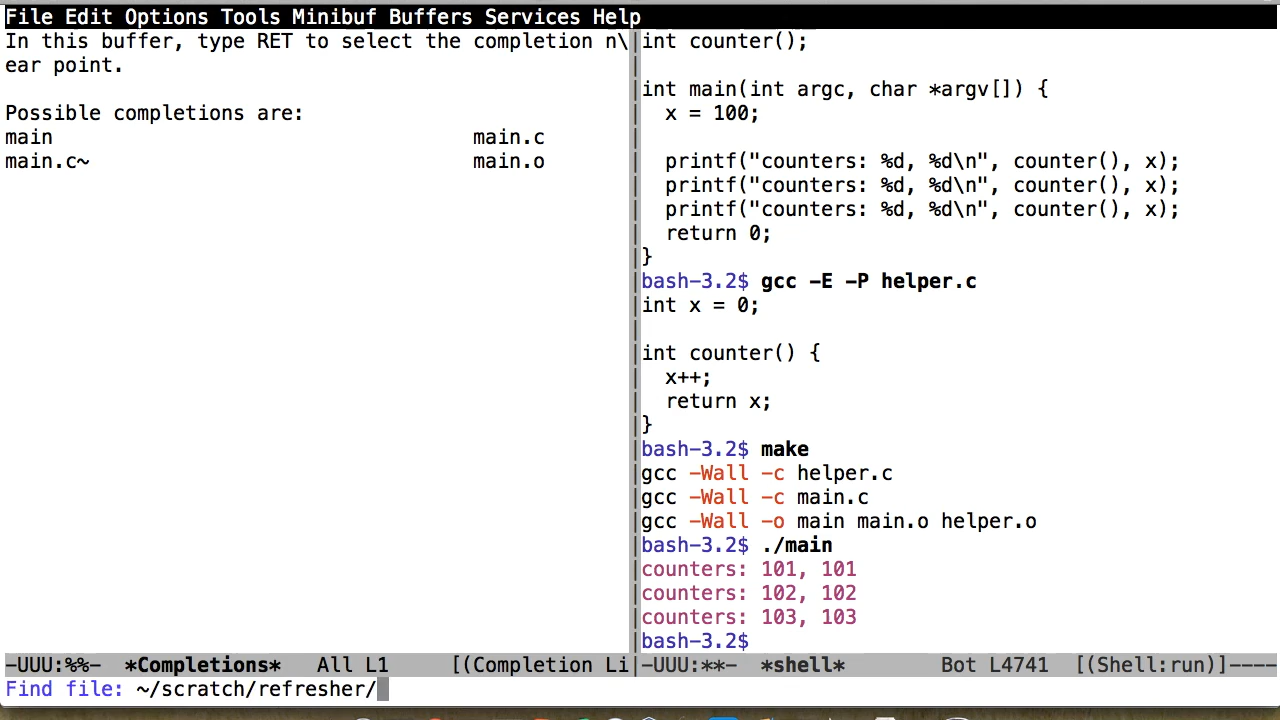 File Edit Options Tools Minibuf Buffers Services Help
In this buffer, type RET to select the completion n\
ear point.
Possible completions are:
main main.c
main.c~ main.o
-UUU:%%- *Completions* All L1 [(Completion Li
int counter();
int main(int argc, char *argv[]) {
x = 100;
printf("counters: %d, %d\n", counter(), x);
printf("counters: %d, %d\n", counter(), x);
printf("counters: %d, %d\n", counter(), x);
return 0;
}
bash-3.2$ gcc -E -P helper.c
int x = 0;
int counter() {
x++;
return x;
}
bash-3.2$ make
gcc -Wall -c helper.c
gcc -Wall -c main.c
gcc -Wall -o main main.o helper.o
bash-3.2$ ./main
counters: 101, 101
counters: 102, 102
counters: 103, 103
bash-3.2$
-UUU:**- *shell* Bot L4741 [(Shell:run)]----
Find file: ~/scratch/refresher/